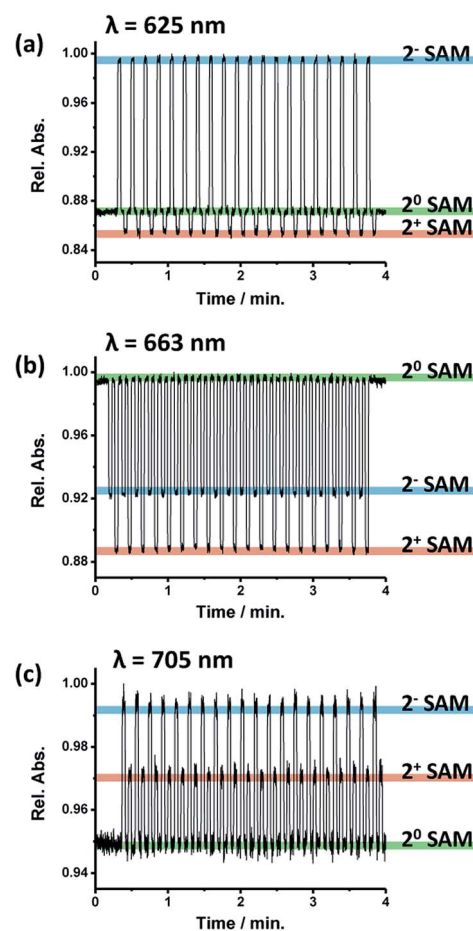 (a)
λ = 625 nm
Rel. Abs.
1.00
0.96
0.92
0.88
0.84
2⁻ SAM
2⁰ SAM
2⁺ SAM
0 1 2 3 4
Time / min.
(b)
λ = 663 nm
Rel. Abs.
1.00
0.96
0.92
0.88
2⁰ SAM
2⁻ SAM
2⁺ SAM
0 1 2 3 4
Time / min.
(c)
λ = 705 nm
Rel. Abs.
1.00
0.98
0.97
0.96
0.94
2⁻ SAM
2⁺ SAM
2⁰ SAM
0 1 2 3 4
Time / min.